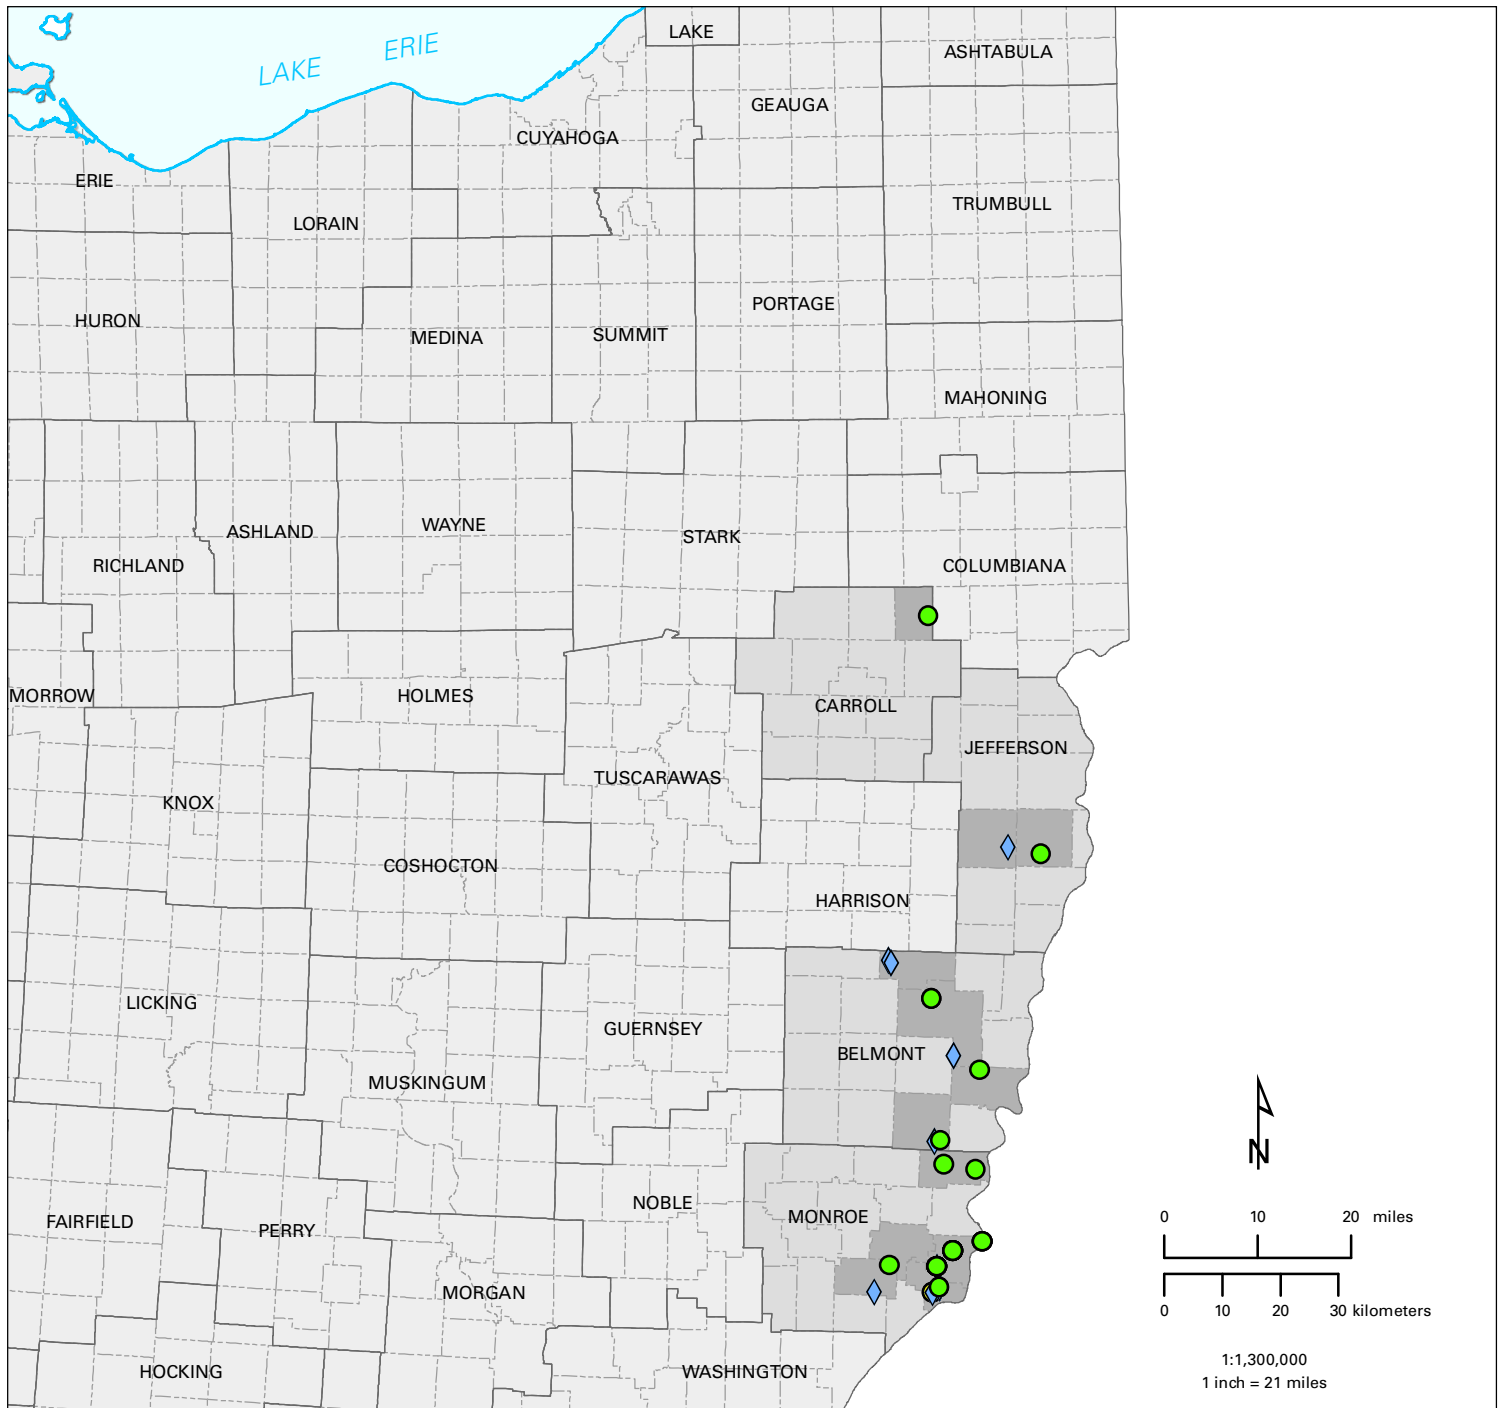 LAKE
ASHTABULA
LAKE ERIE
GEAUGA
CUYAHOGA
ERIE
TRUMBULL
LORAIN
PORTAGE
HURON
MEDINA
SUMMIT
MAHONING
ASHLAND
WAYNE
STARK
RICHLAND
COLUMBIANA
MORROW
HOLMES
CARROLL
JEFFERSON
TUSCARAWAS
KNOX
COSHOCTON
HARRISON
LICKING
GUERNSEY
BELMONT
MUSKINGUM
N
NOBLE
MONROE
FAIRFIELD
PERRY
0 10 20 miles
MORGAN
0 10 20 30 kilometers
HOCKING
WASHINGTON
1:1,300,000
1 inch = 21 miles